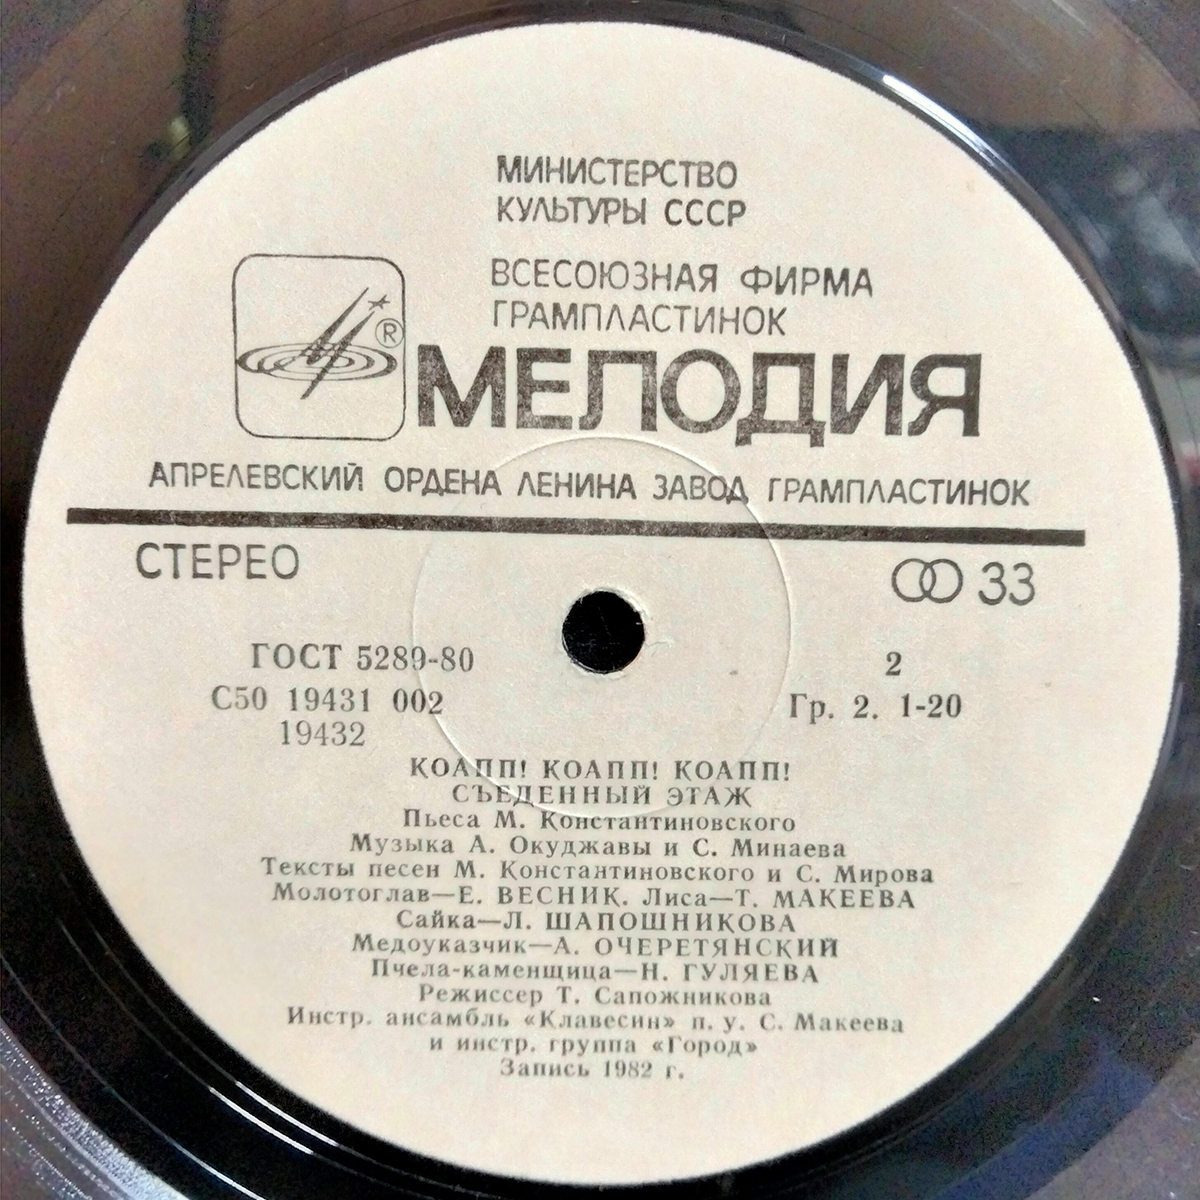 МИНИСТЕРСТВО
КУЛЬТУРЫ СССР
ВСЕСОЮЗНАЯ ФИРМА
ГРАМПЛАСТИНОК
®
МЕЛОДИЯ
АПРЕЛЕВСКИЙ ОРДЕНА ЛЕНИНА ЗАВОД ГРАМПЛАСТИНОК
СТЕРЕО 33
ГОСТ 5289-80 2
С50 19431 002 Гр. 2. 1-20
19432
КОАПП! КОАПП! КОАПП!
СЪЕДЕННЫЙ ЭТАЖ
Пьеса М. Константиновского
Музыка А. Окуджавы и С. Минаева
Тексты песен М. Константиновского и С. Мирова
Молотоглав—Е. ВЕСНИК. Лиса—Т. МАКЕЕВА
Сайка—Л. ШАПОШНИКОВА
Медоуказчик—А. ОЧЕРЕТЯНСКИЙ
Пчела-каменщица—Н. ГУЛЯЕВА
Режиссер Т. Сапожникова
Инстр. ансамбль «Клавесин» п. у. С. Макеева
и инстр. группа «Город»
Запись 1982 г.